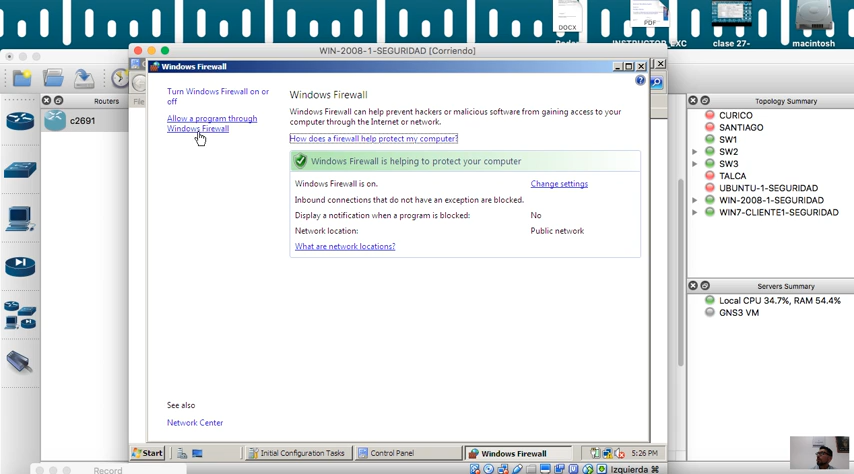 DOCX
PDF
INSTRUCTOR_EXC
clase 27-
macintosh
WIN-2008-1-SEGURIDAD [Corriendo]
Windows Firewall
Routers
File
c2691
Turn Windows Firewall on or
off
Allow a program through
Windows Firewall
Windows Firewall
Windows Firewall can help prevent hackers or malicious software from gaining access to your
computer through the Internet or network.
How does a firewall help protect my computer?
Windows Firewall is helping to protect your computer
Windows Firewall is on.
Change settings
Inbound connections that do not have an exception are blocked.
Display a notification when a program is blocked:
No
Network location:
Public network
What are network locations?
See also
Network Center
Start
Initial Configuration Tasks
Control Panel
Windows Firewall
5:26 PM
Izquierda ⌘
Record
Topology Summary
CURICO
SANTIAGO
SW1
SW2
SW3
TALCA
UBUNTU-1-SEGURIDAD
WIN-2008-1-SEGURIDAD
WIN7-CLIENTE1-SEGURIDAD
Servers Summary
Local CPU 34.7%, RAM 54.4%
GNS3 VM